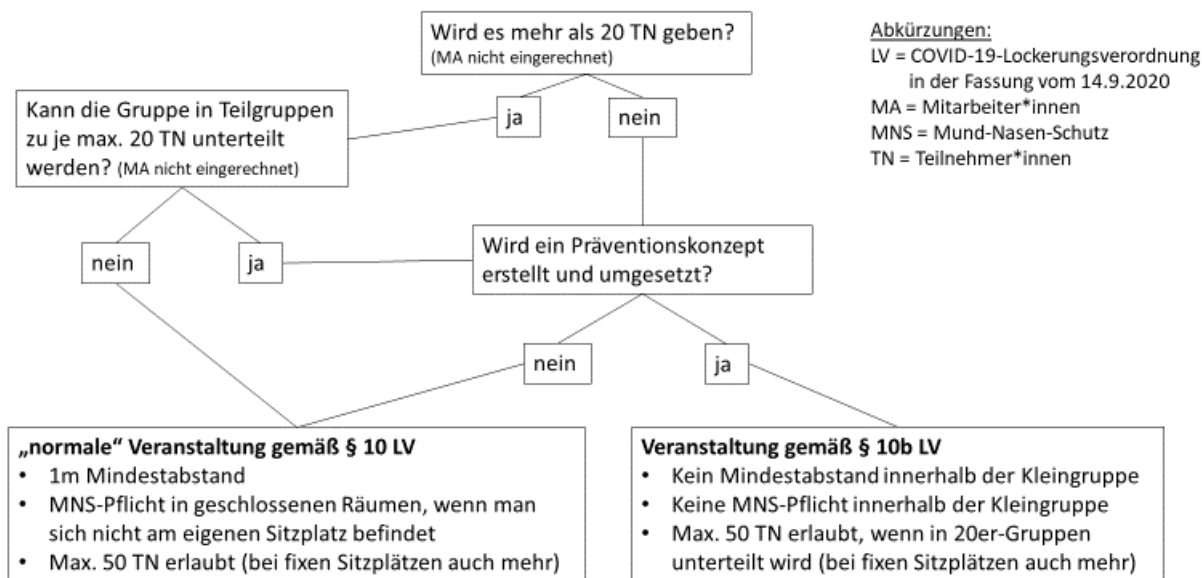 Wird es mehr als 20 TN geben?
(MA nicht eingerechnet)
Abkürzungen:
LV = COVID-19-Lockerungsverordnung
in der Fassung vom 14.9.2020
MA = Mitarbeiter*innen
MNS = Mund-Nasen-Schutz
TN = Teilnehmer*innen
Kann die Gruppe in Teilgruppen
zu je max. 20 TN unterteilt
werden? (MA nicht eingerechnet)
ja
nein
nein
ja
Wird ein Präventionskonzept
erstellt und umgesetzt?
nein
ja
„normale“ Veranstaltung gemäß § 10 LV
• 1m Mindestabstand
• MNS-Pflicht in geschlossenen Räumen, wenn man
sich nicht am eigenen Sitzplatz befindet
• Max. 50 TN erlaubt (bei fixen Sitzplätzen auch mehr)
Veranstaltung gemäß § 10b LV
• Kein Mindestabstand innerhalb der Kleingruppe
• Keine MNS-Pflicht innerhalb der Kleingruppe
• Max. 50 TN erlaubt, wenn in 20er-Gruppen
unterteilt wird (bei fixen Sitzplätzen auch mehr)